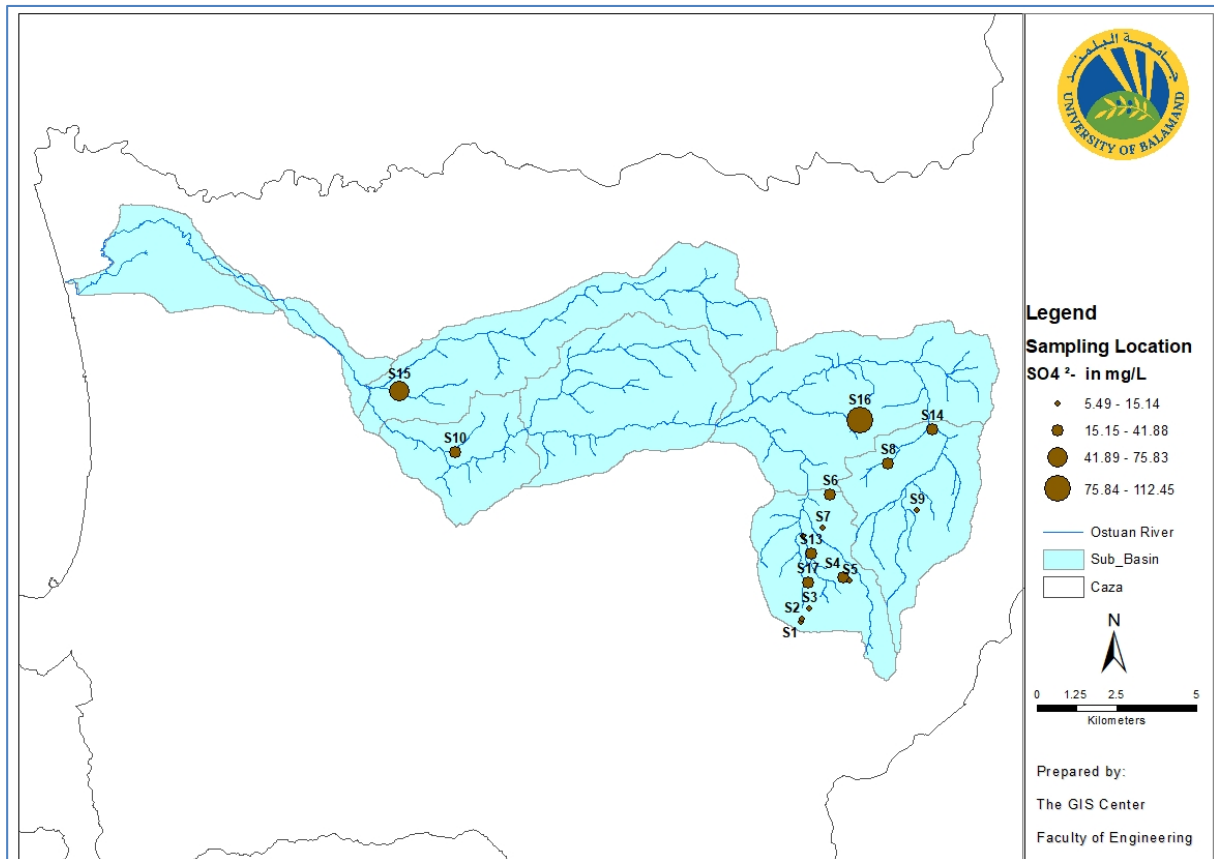 جامعة البلمند
UNIVERSITY OF BALAMAND
S15
S10
S16
S14
S8
S6
S9
S7
S13
S4
S5
S17
S3
S2
S1
Legend
Sampling Location
SO4 ²- in mg/L
5.49 - 15.14
15.15 - 41.88
41.89 - 75.83
75.84 - 112.45
Ostuan River
Sub_Basin
Caza
N
0 1.25 2.5 5
Kilometers
Prepared by:
The GIS Center
Faculty of Engineering